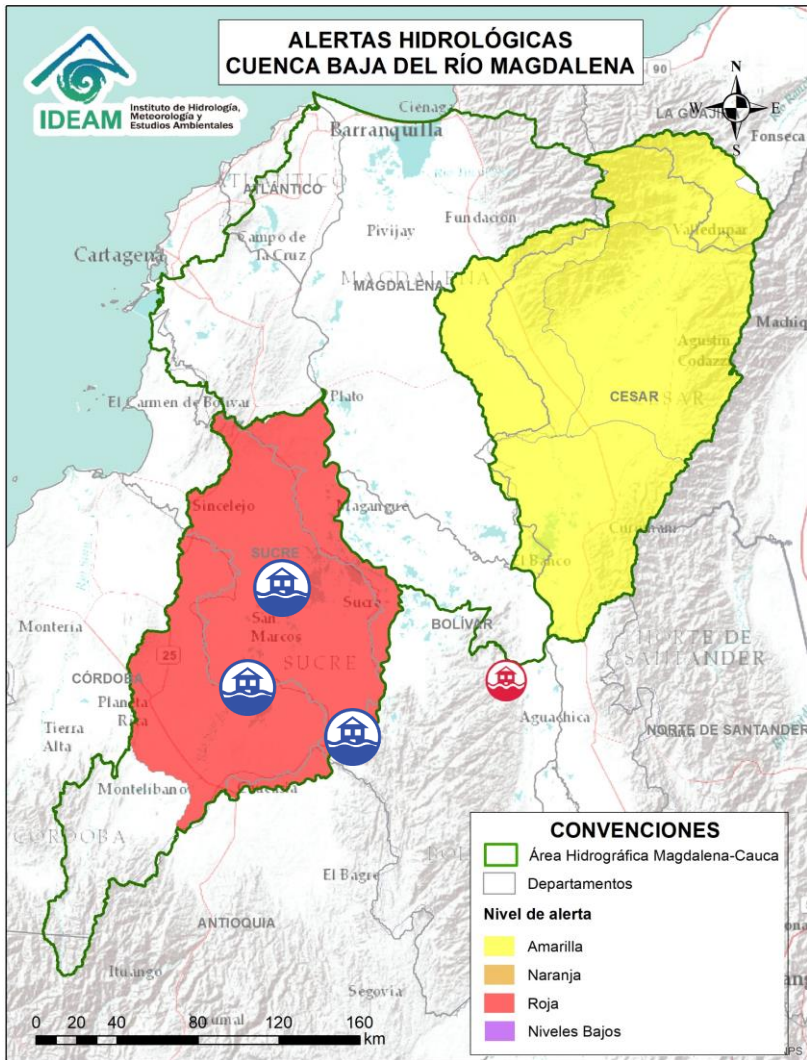 ALERTAS HIDROLÓGICAS
CUENCA BAJA DEL RÍO MAGDALENA
IDEAM
Instituto de Hidrología,
Meteorología y
Estudios Ambientales
N
W
E
S
90
LA GUAJIRA
Fonseca
Ciénaga
Barranquilla
ATLÁNTICO
Campo de
la Cruz
Cartagena
Pivijay
Fundación
MAGDALENA
MAGDALENA
Valledupar
Agustín
Codazzi
CESAR
El Carmen de Bolívar
Plato
Sincelejo
Magangue
SUCRE
Sucre
San
Marcos
SUCRE
BOLÍVAR
El Banco
NORTE DE
SANTANDER
NORTE DE SANTANDER
Aguachica
Montería
25
CÓRDOBA
Planeta
Rica
Tierra
Alta
Montelíbano
CÓRDOBA
El Bagre
ANTIOQUIA
Ituango
Segovia
0 20 40 80 120 160
km
CONVENCIONES
Área Hidrográfica Magdalena-Cauca
Departamentos
Nivel de alerta
Amarilla
Naranja
Roja
Niveles Bajos